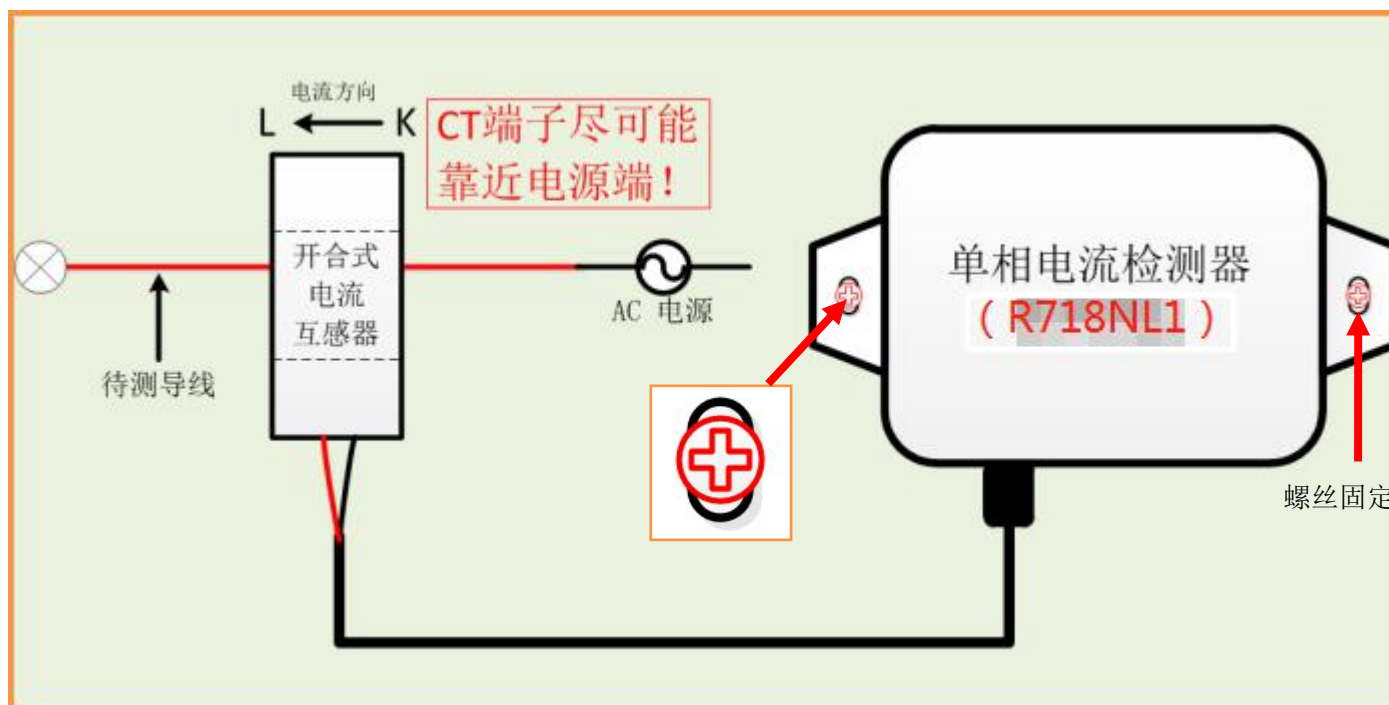 电流方向
L K
CT端子尽可能
靠近电源端！
开合式
电流
互感器
AC 电源
待测导线
单相电流检测器
（R718NL1）
螺丝固定